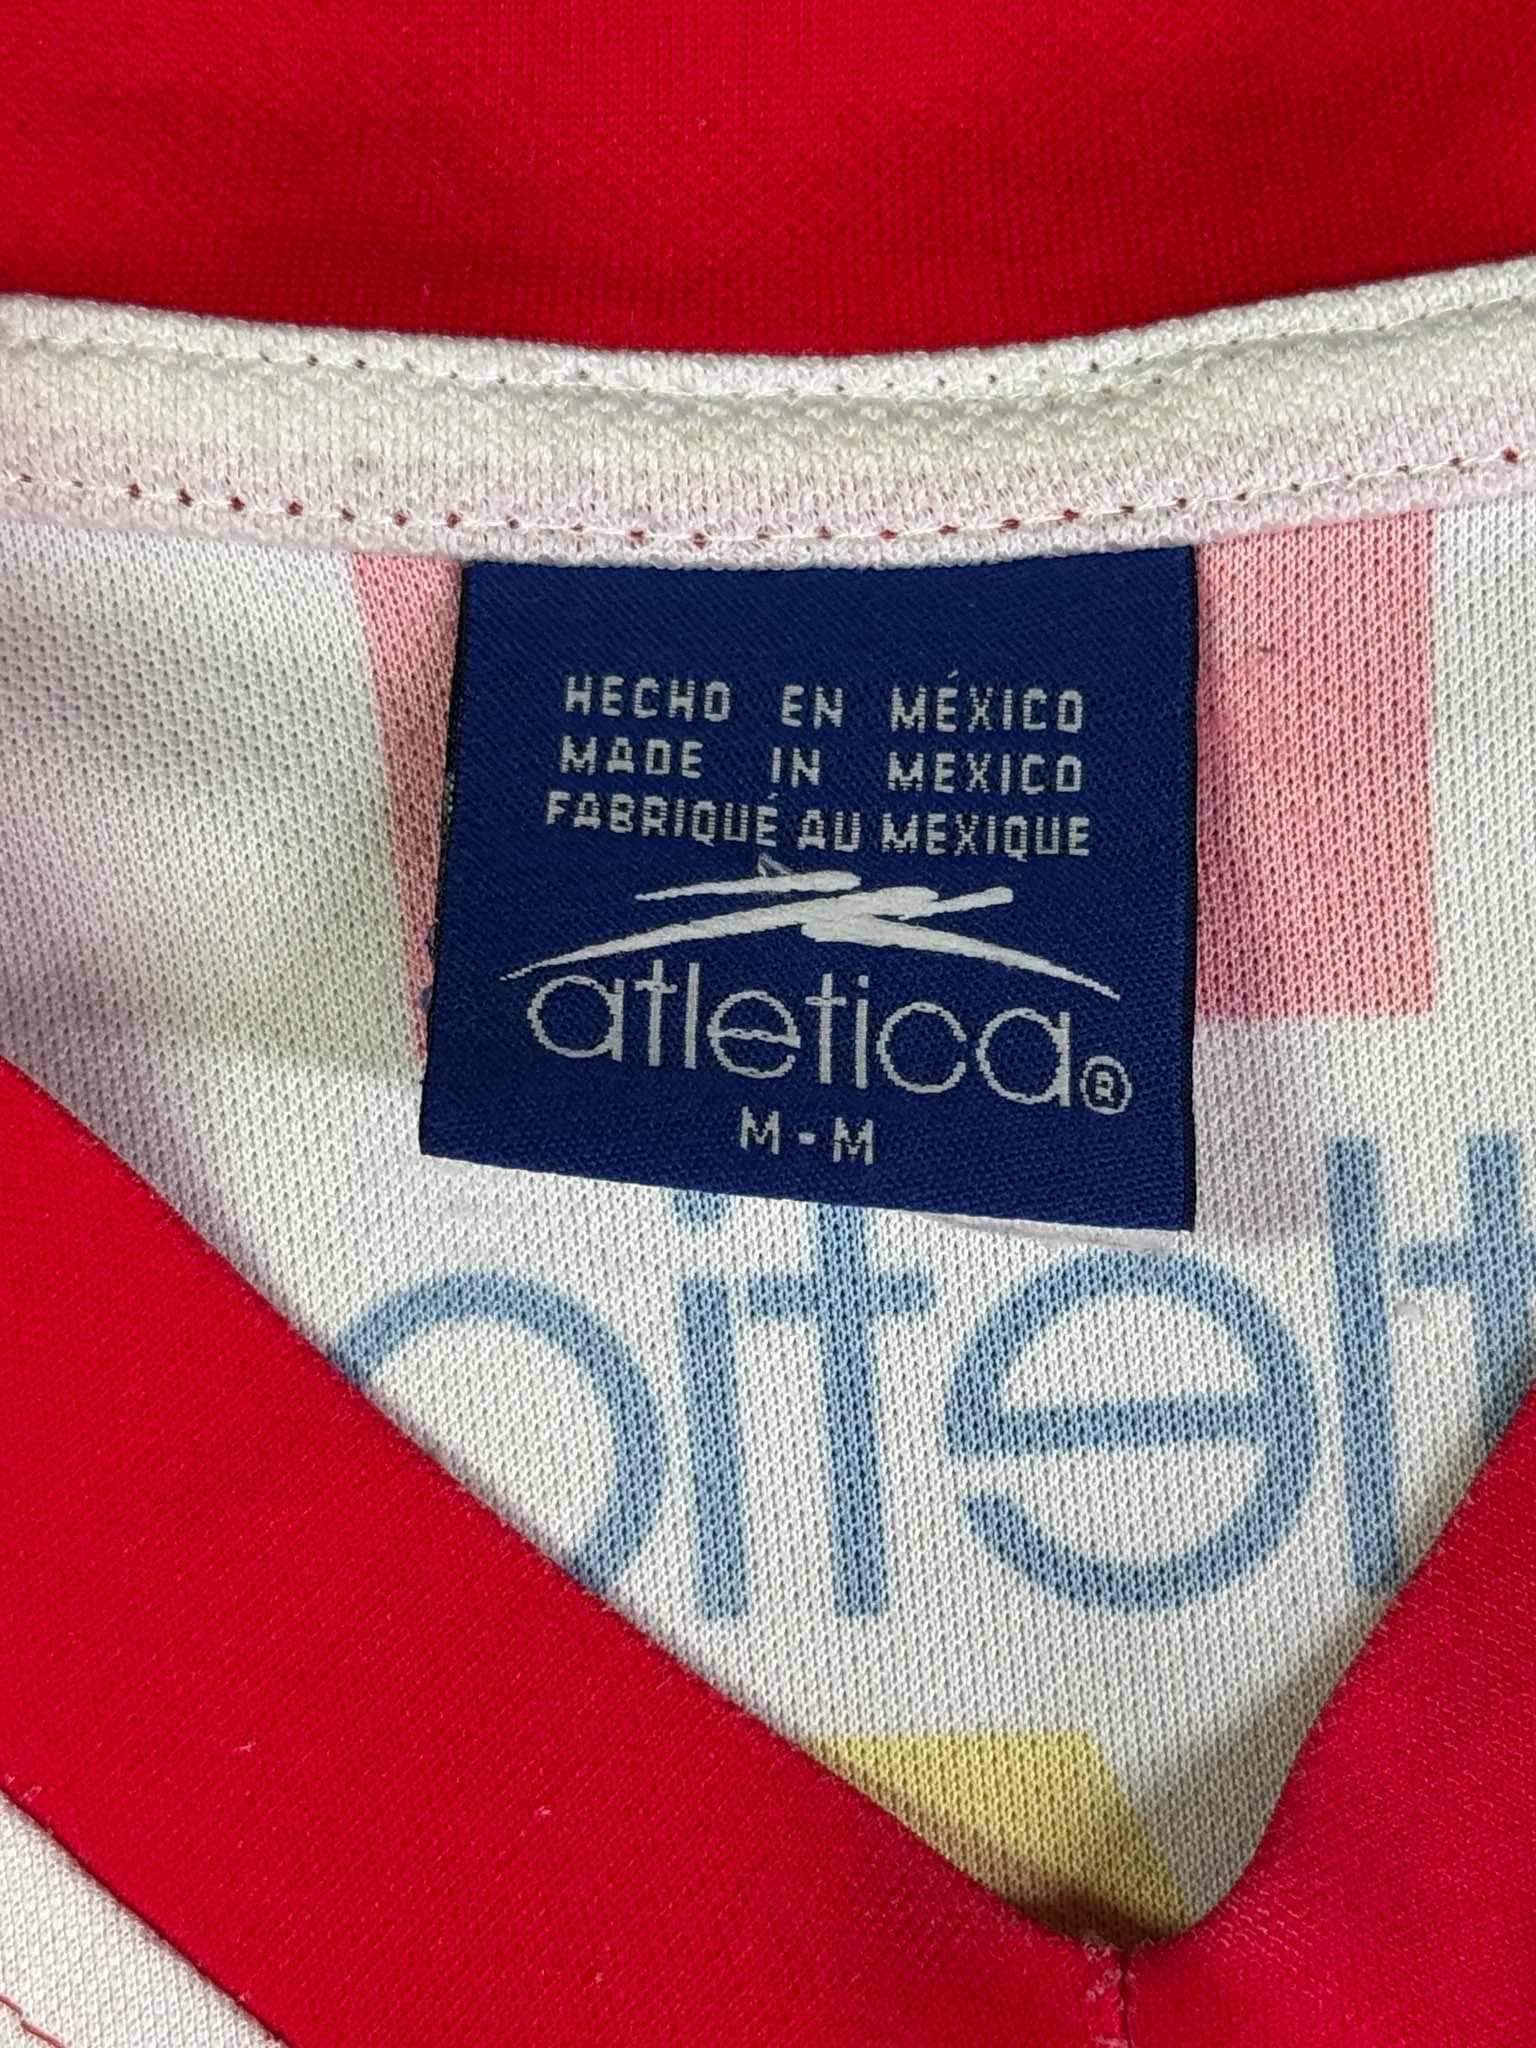 HECHO EN MÉXICO
MADE IN MEXICO
FABRIQUÉ AU MEXIQUE
atletica®
M-M